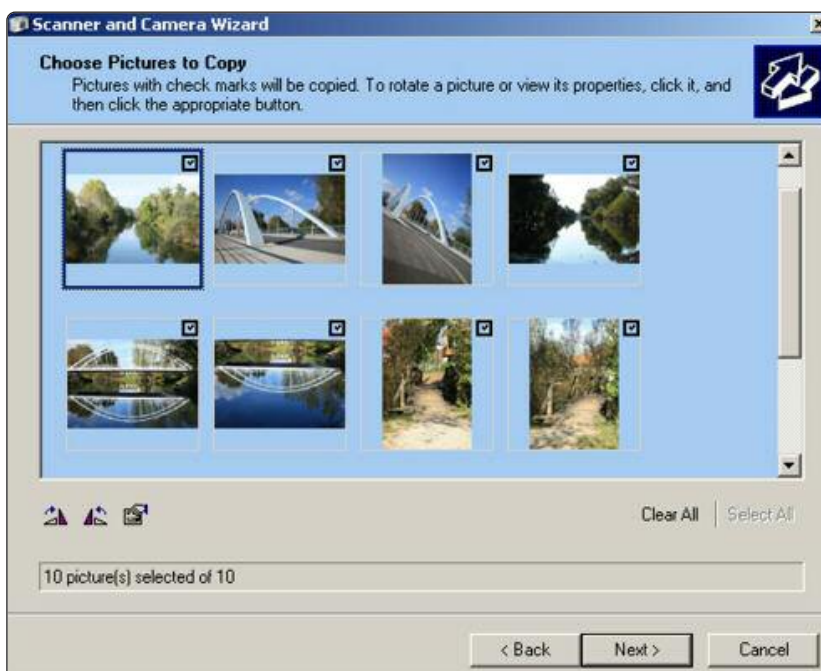 Scanner and Camera Wizard
Choose Pictures to Copy
Pictures with check marks will be copied. To rotate a picture or view its properties, click it, and
then click the appropriate button.
Clear All
Select All
10 picture(s) selected of 10
< Back
Next >
Cancel